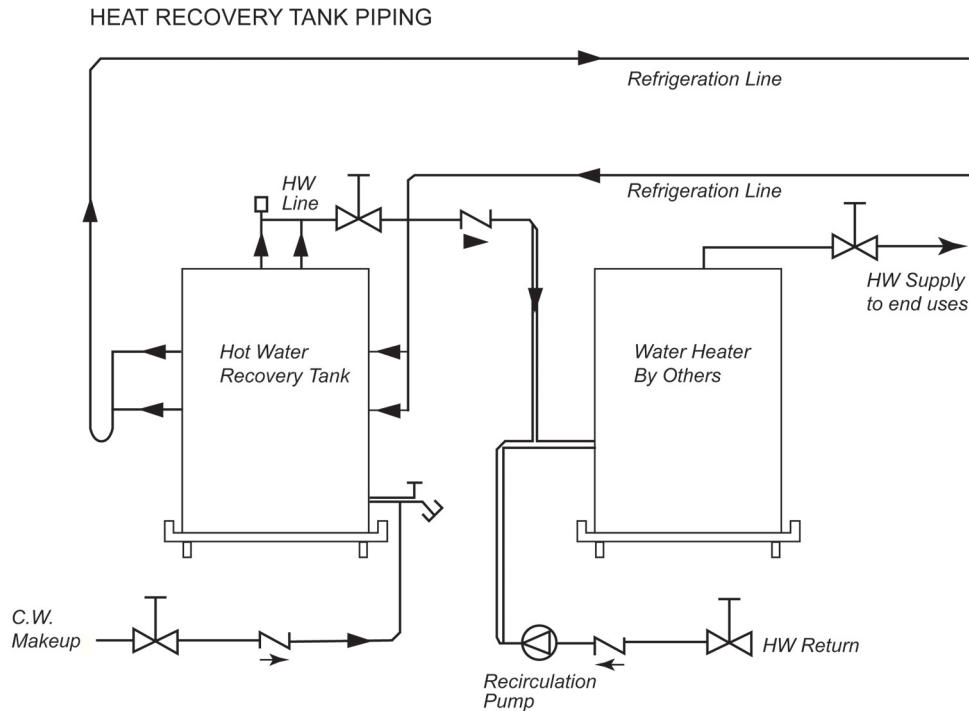 HEAT RECOVERY TANK PIPING
Refrigeration Line
HW
Line
Refrigeration Line
HW Supply
to end uses
Hot Water
Recovery Tank
Water Heater
By Others
C.W.
Makeup
HW Return
Recirculation
Pump